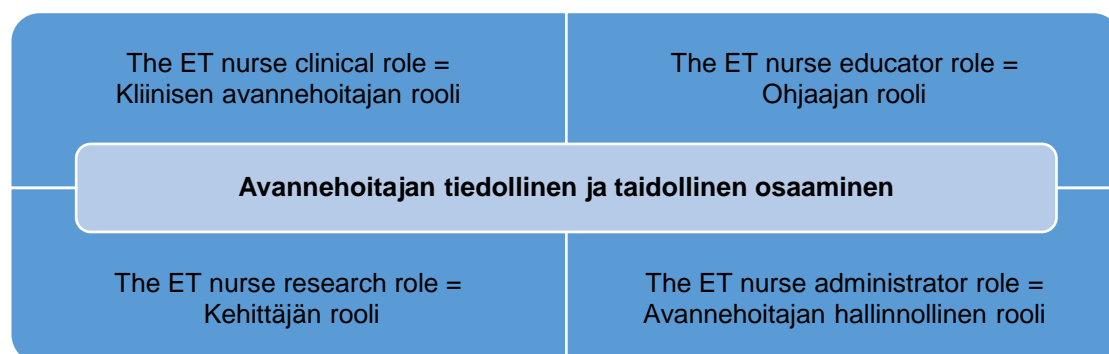 The ET nurse clinical role =
Kliinisen avannehoitajan rooli
The ET nurse educator role =
Ohjaajan rooli
Avannehoitajan tiedollinen ja taidollinen osaaminen
The ET nurse research role =
Kehittäjän rooli
The ET nurse administrator role =
Avannehoitajan hallinnollinen rooli